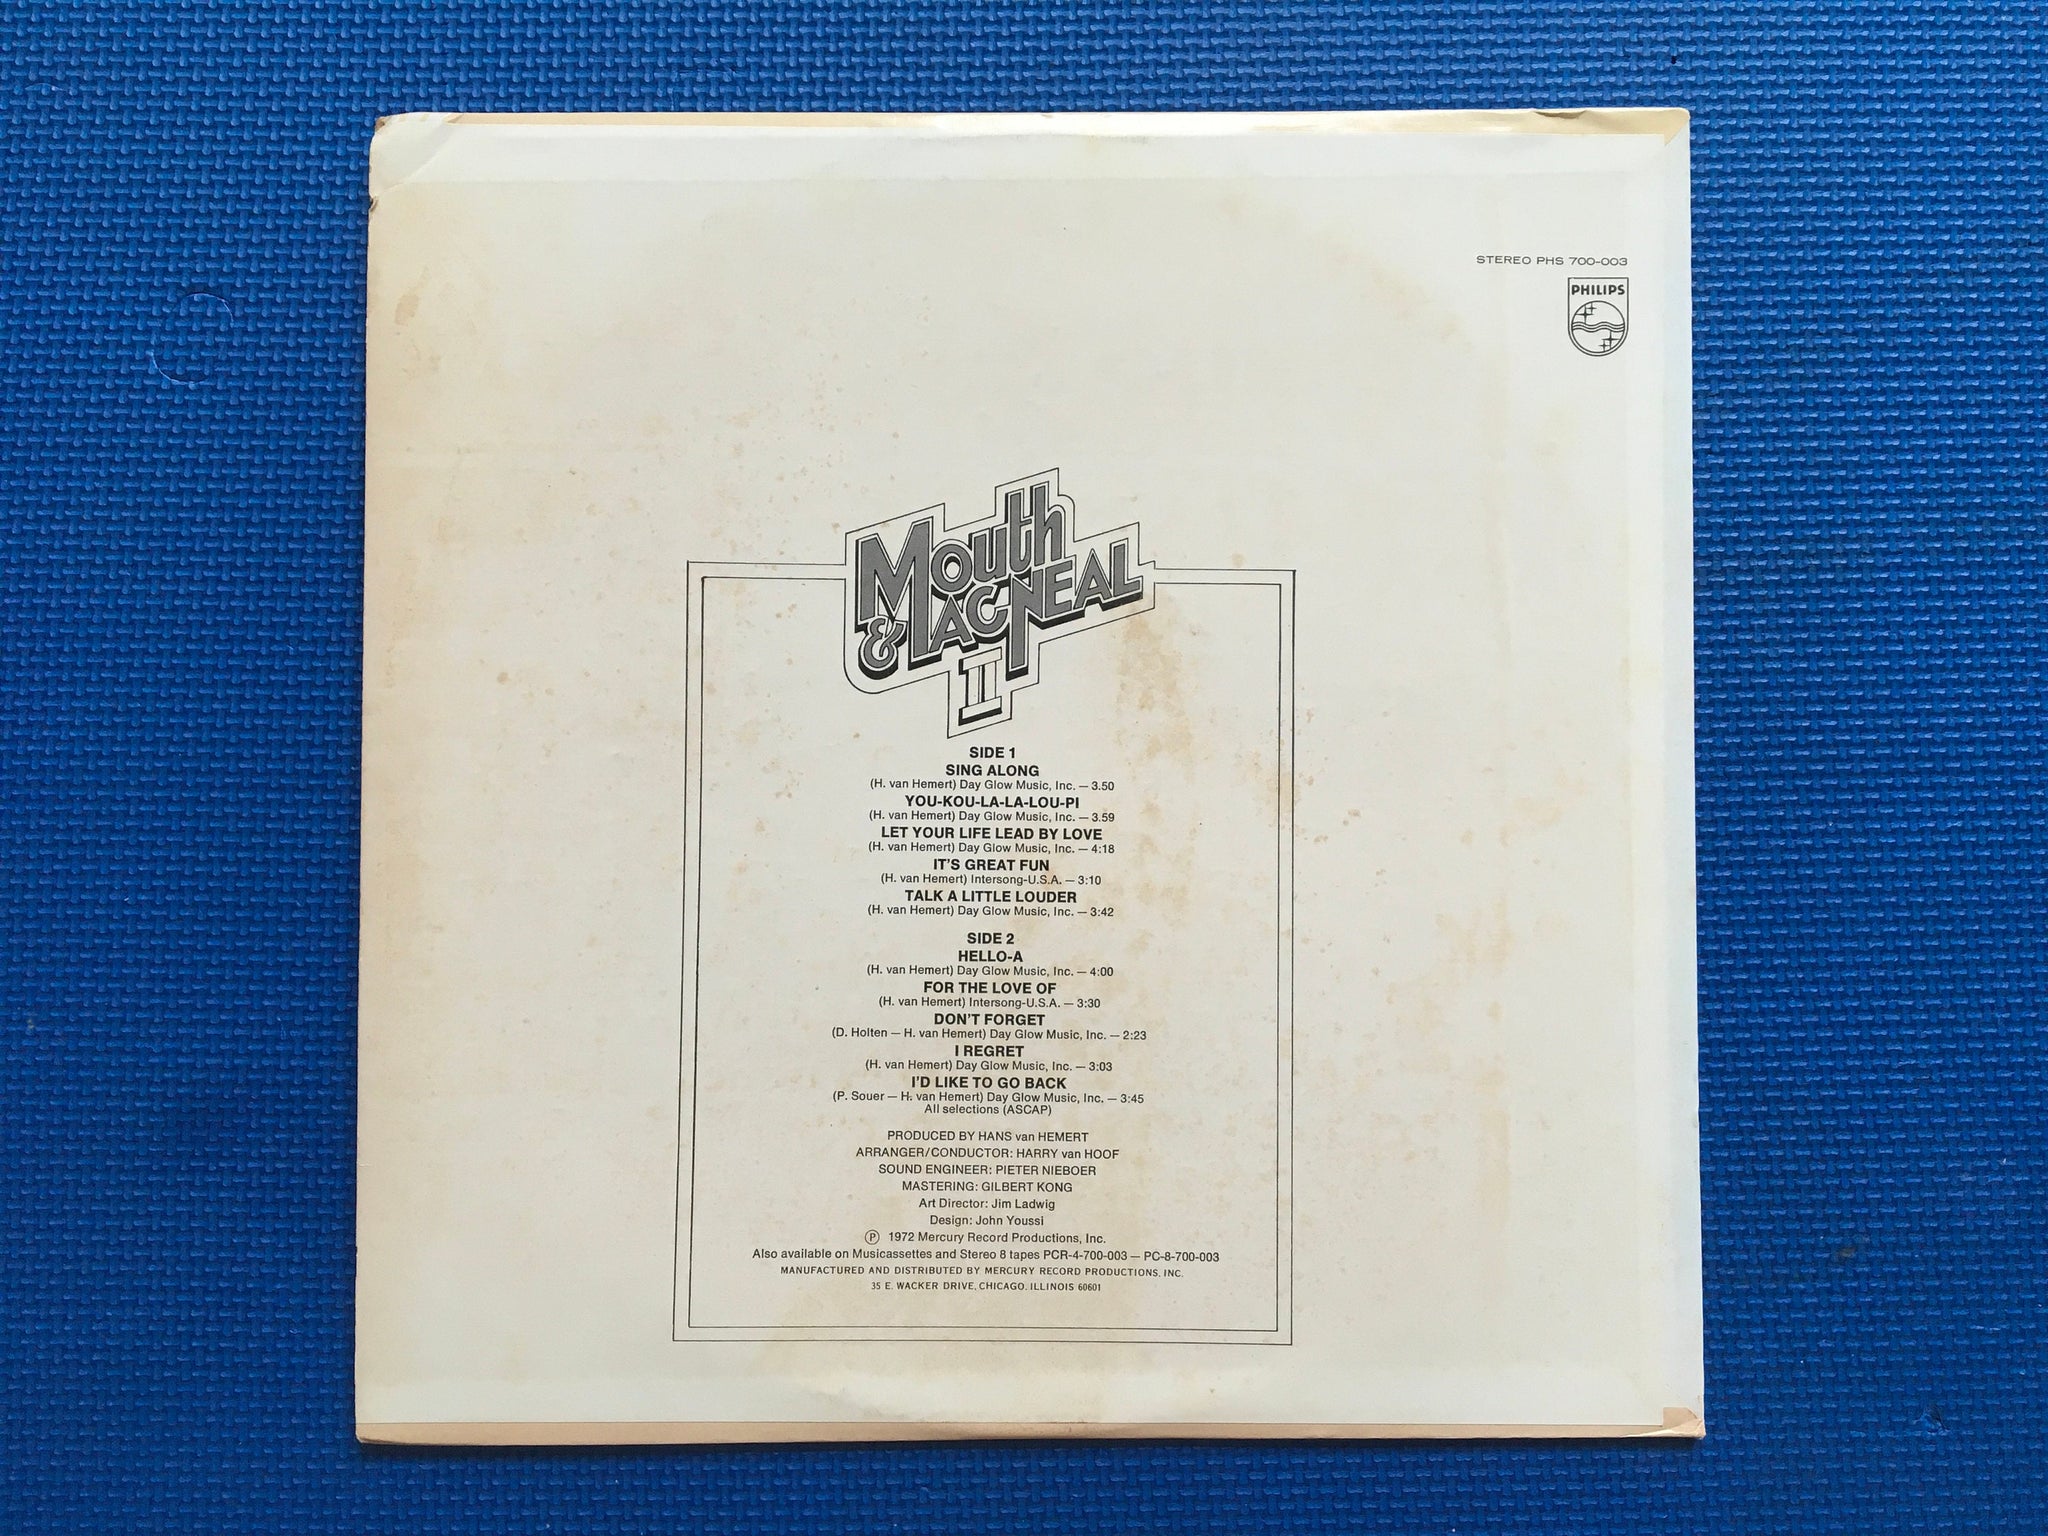 STEREO PHS 700-003
PHILIPS
Mouth
& MacNeal
II
SIDE 1
SING ALONG
(H. van Hemert) Day Glow Music, Inc. — 3.50
YOU-KOU-LA-LA-LOU-PI
(H. van Hemert) Day Glow Music, Inc. — 3.59
LET YOUR LIFE LEAD BY LOVE
(H. van Hemert) Day Glow Music, Inc. — 4:18
IT'S GREAT FUN
(H. van Hemert) Intersong-U.S.A. — 3:10
TALK A LITTLE LOUDER
(H. van Hemert) Day Glow Music, Inc. — 3:42
SIDE 2
HELLO-A
(H. van Hemert) Day Glow Music, Inc. — 4:00
FOR THE LOVE OF
(H. van Hemert) Intersong-U.S.A. — 3:30
DON'T FORGET
(D. Holten — H. van Hemert) Day Glow Music, Inc. — 2:23
I REGRET
(H. van Hemert) Day Glow Music, Inc. — 3:03
I'D LIKE TO GO BACK
(P. Souer — H. van Hemert) Day Glow Music, Inc. — 3:45
All selections (ASCAP)
PRODUCED BY HANS van HEMERT
ARRANGER/CONDUCTOR: HARRY van HOOF
SOUND ENGINEER: PIETER NIEBOER
MASTERING: GILBERT KONG
Art Director: Jim Ladwig
Design: John Youssi
Ⓟ 1972 Mercury Record Productions, Inc.
Also available on Musicassettes and Stereo 8 tapes PCR-4-700-003 — PC-8-700-003
MANUFACTURED AND DISTRIBUTED BY MERCURY RECORD PRODUCTIONS, INC.
35 E. WACKER DRIVE, CHICAGO, ILLINOIS 60601